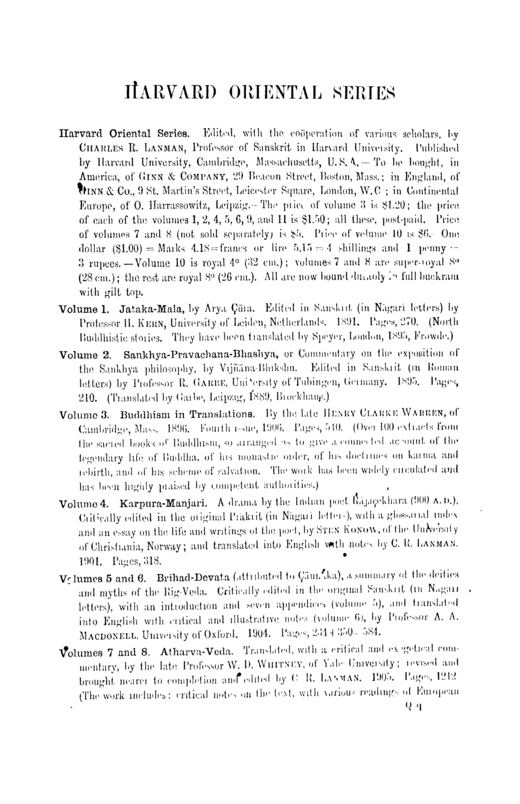 HARVARD ORIENTAL SERIES
Harvard Oriental Series. Edited, with the coöperation of various scholars, by
CHARLES R. LANMAN, Professor of Sanskrit in Harvard University. Published
by Harvard University, Cambridge, Massachusetts, U.S.A.—To be bought, in
America, of GINN & COMPANY, 29 Beacon Street, Boston, Mass.; in England, of
GINN & Co., 9 St. Martin's Street, Leicester Square, London, W.C ; in Continental
Europe, of O. Harrassowitz, Leipzig.—The price of volume 3 is $1.20; the price
of each of the volumes 1, 2, 4, 5, 6, 9, and 11 is $1.50; all these, post-paid. Price
of volumes 7 and 8 (not sold separately) is $5. Price of volume 10 is $6. One
dollar ($1.00) = Marks 4.18=francs or lire 5.15=4 shillings and 1 penny =
3 rupees.—Volume 10 is royal 4º (32 cm.); volumes 7 and 8 are super-royal 8º
(28 cm.); the rest are royal 8º (26 cm.). All are now bound durably in full buckram
with gilt top.
Volume 1. Jataka-Mala, by Arya Çūra. Edited in Sanskrit (in Nāgarī letters) by
Professor H. KERN, University of Leiden, Netherlands. 1891. Pages, 270. (North
Buddhistic stories. They have been translated by Speyer, London, 1895, Frowde.)
Volume 2. Sankhya-Pravachana-Bhashya, or Commentary on the exposition of
the Sankhya philosophy, by Vijñāna-Bhikshu. Edited in Sanskrit (in Roman
letters) by Professor R. GARBE, University of Tübingen, Germany. 1895. Pages,
210. (Translated by Garbe, Leipzig, 1889, Brockhaus.)
Volume 3. Buddhism in Translations. By the late HENRY CLARKE WARREN, of
Cambridge, Mass. 1896. Fourth issue, 1906. Pages, 540. (Over 100 extracts from
the sacred books of Buddhism, so arranged as to give a connected account of the
legendary life of Buddha, of his monastic order, of his doctrines on karma and
rebirth, and of his scheme of salvation. The work has been widely circulated and
has been highly praised by competent authorities.)
Volume 4. Karpura-Manjari. A drama by the Indian poet Rājaçekhara (900 A.D.).
Critically edited in the original Prākrit (in Nāgarī letters), with a glossarial index
and an essay on the life and writings of the poet, by STEN KONOW, of the University
of Christiania, Norway; and translated into English with notes by C. R. LANMAN.
1901. Pages, 318.
Volumes 5 and 6. Brihad-Devata (attributed to Çāunaka), a summary of the deities
and myths of the Rig-Veda. Critically edited in the original Sanskrit (in Nāgarī
letters), with an introduction and seven appendices (volume 5), and translated
into English with critical and illustrative notes (volume 6), by Professor A. A.
MACDONELL, University of Oxford. 1904. Pages, 234+350=584.
Volumes 7 and 8. Atharva-Veda. Translated, with a critical and exegetical com-
mentary, by the late Professor W. D. WHITNEY, of Yale University; revised and
brought nearer to completion and edited by C. R. LANMAN. 1905. Pages, 1212
(The work includes: critical notes on the text, with various readings of European